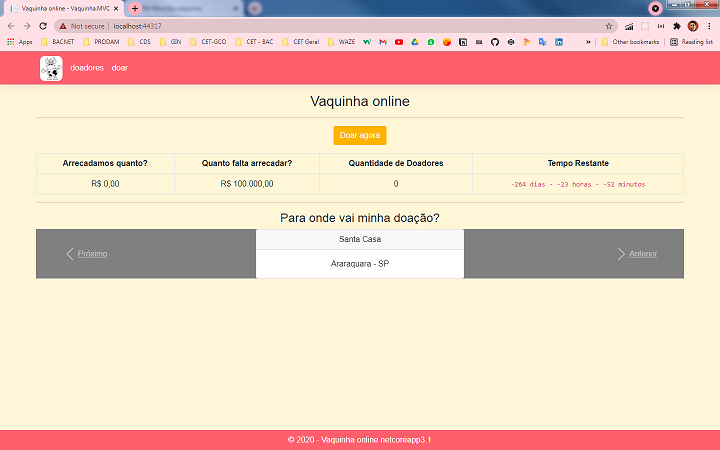 Vaquinha online - Vaquinha.MVC
Not secure | localhost:44317
Apps BACNET PRODAM CDS GIN CET-GCO CET - BAC CET Geral WAZE » Other bookmarks Reading list
doadores doar
Vaquinha online
Doar agora
Arrecadamos quanto? Quanto falta arrecadar? Quantidade de Doadores Tempo Restante
R$ 0,00 R$ 100.000,00 0 -264 dias - -23 horas - -52 minutos
Para onde vai minha doação?
Santa Casa
Próximo Araraquara - SP Anterior
© 2020 - Vaquinha online netcoreapp3.1